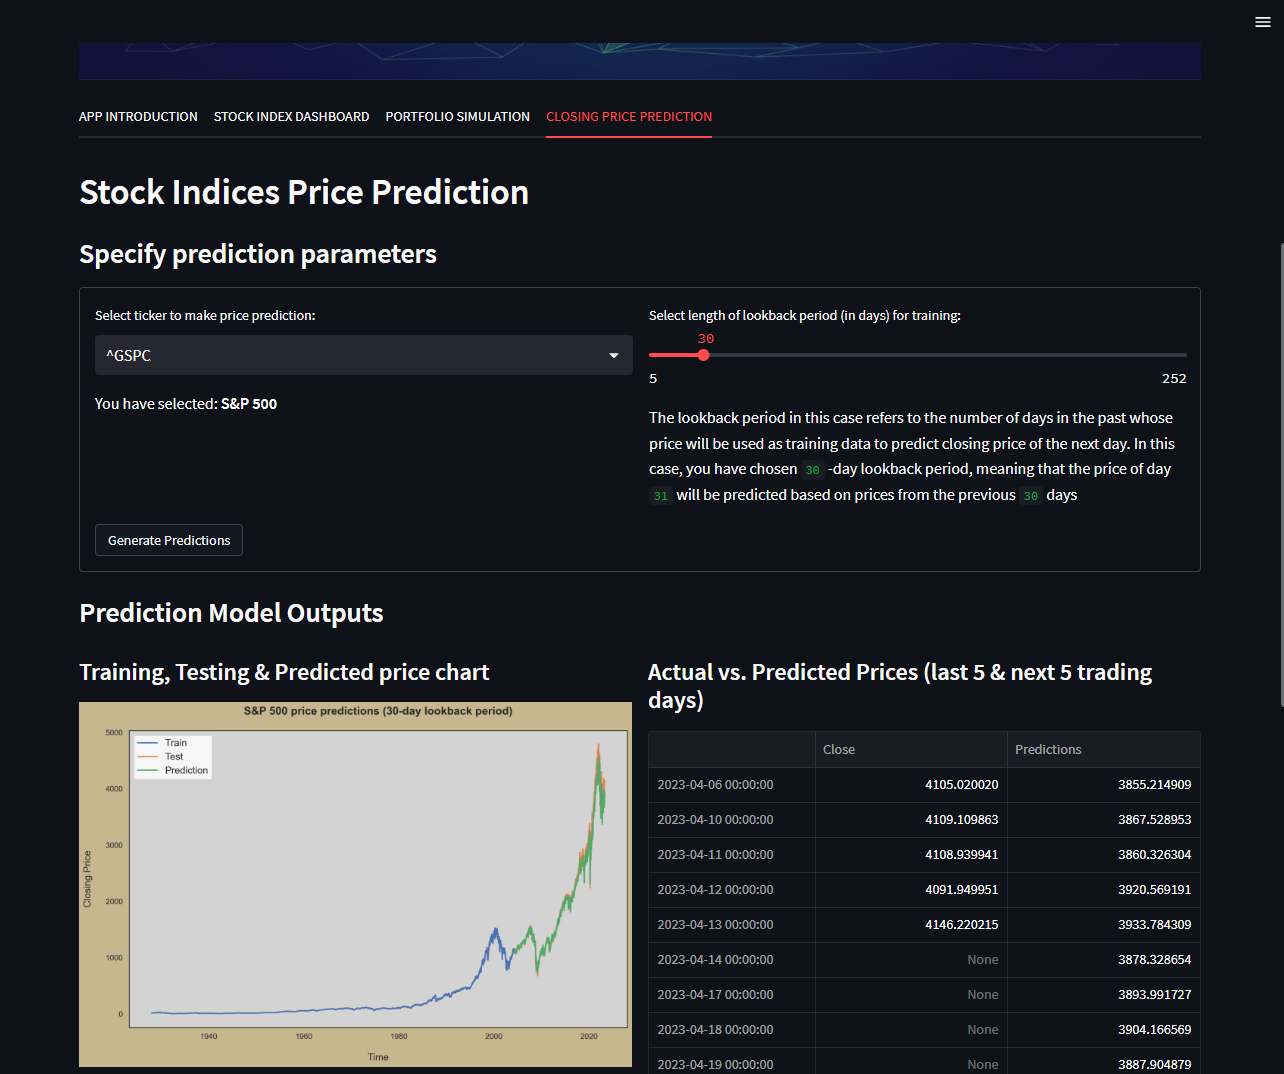 APP INTRODUCTION STOCK INDEX DASHBOARD PORTFOLIO SIMULATION CLOSING PRICE PREDICTION
Stock Indices Price Prediction
Specify prediction parameters
Select ticker to make price prediction:
^GSPC
You have selected: S&P 500
Generate Predictions
Select length of lookback period (in days) for training:
30
5 252
The lookback period in this case refers to the number of days in the past whose
price will be used as training data to predict closing price of the next day. In this
case, you have chosen 30 -day lookback period, meaning that the price of day
31 will be predicted based on prices from the previous 30 days
Prediction Model Outputs
Training, Testing & Predicted price chart
S&P 500 price predictions (30-day lookback period)
Train
Test
Prediction
5000
4000
3000
2000
1000
0
Closing Price
1940 1960 1980 2000 2020
Time
Actual vs. Predicted Prices (last 5 & next 5 trading
days)
Close Predictions
2023-04-06 00:00:00 4105.020020 3855.214909
2023-04-10 00:00:00 4109.109863 3867.528953
2023-04-11 00:00:00 4108.939941 3860.326304
2023-04-12 00:00:00 4091.949951 3920.569191
2023-04-13 00:00:00 4146.220215 3933.784309
2023-04-14 00:00:00 None 3878.328654
2023-04-17 00:00:00 None 3893.991727
2023-04-18 00:00:00 None 3904.166569
2023-04-19 00:00:00 None 3887.904879